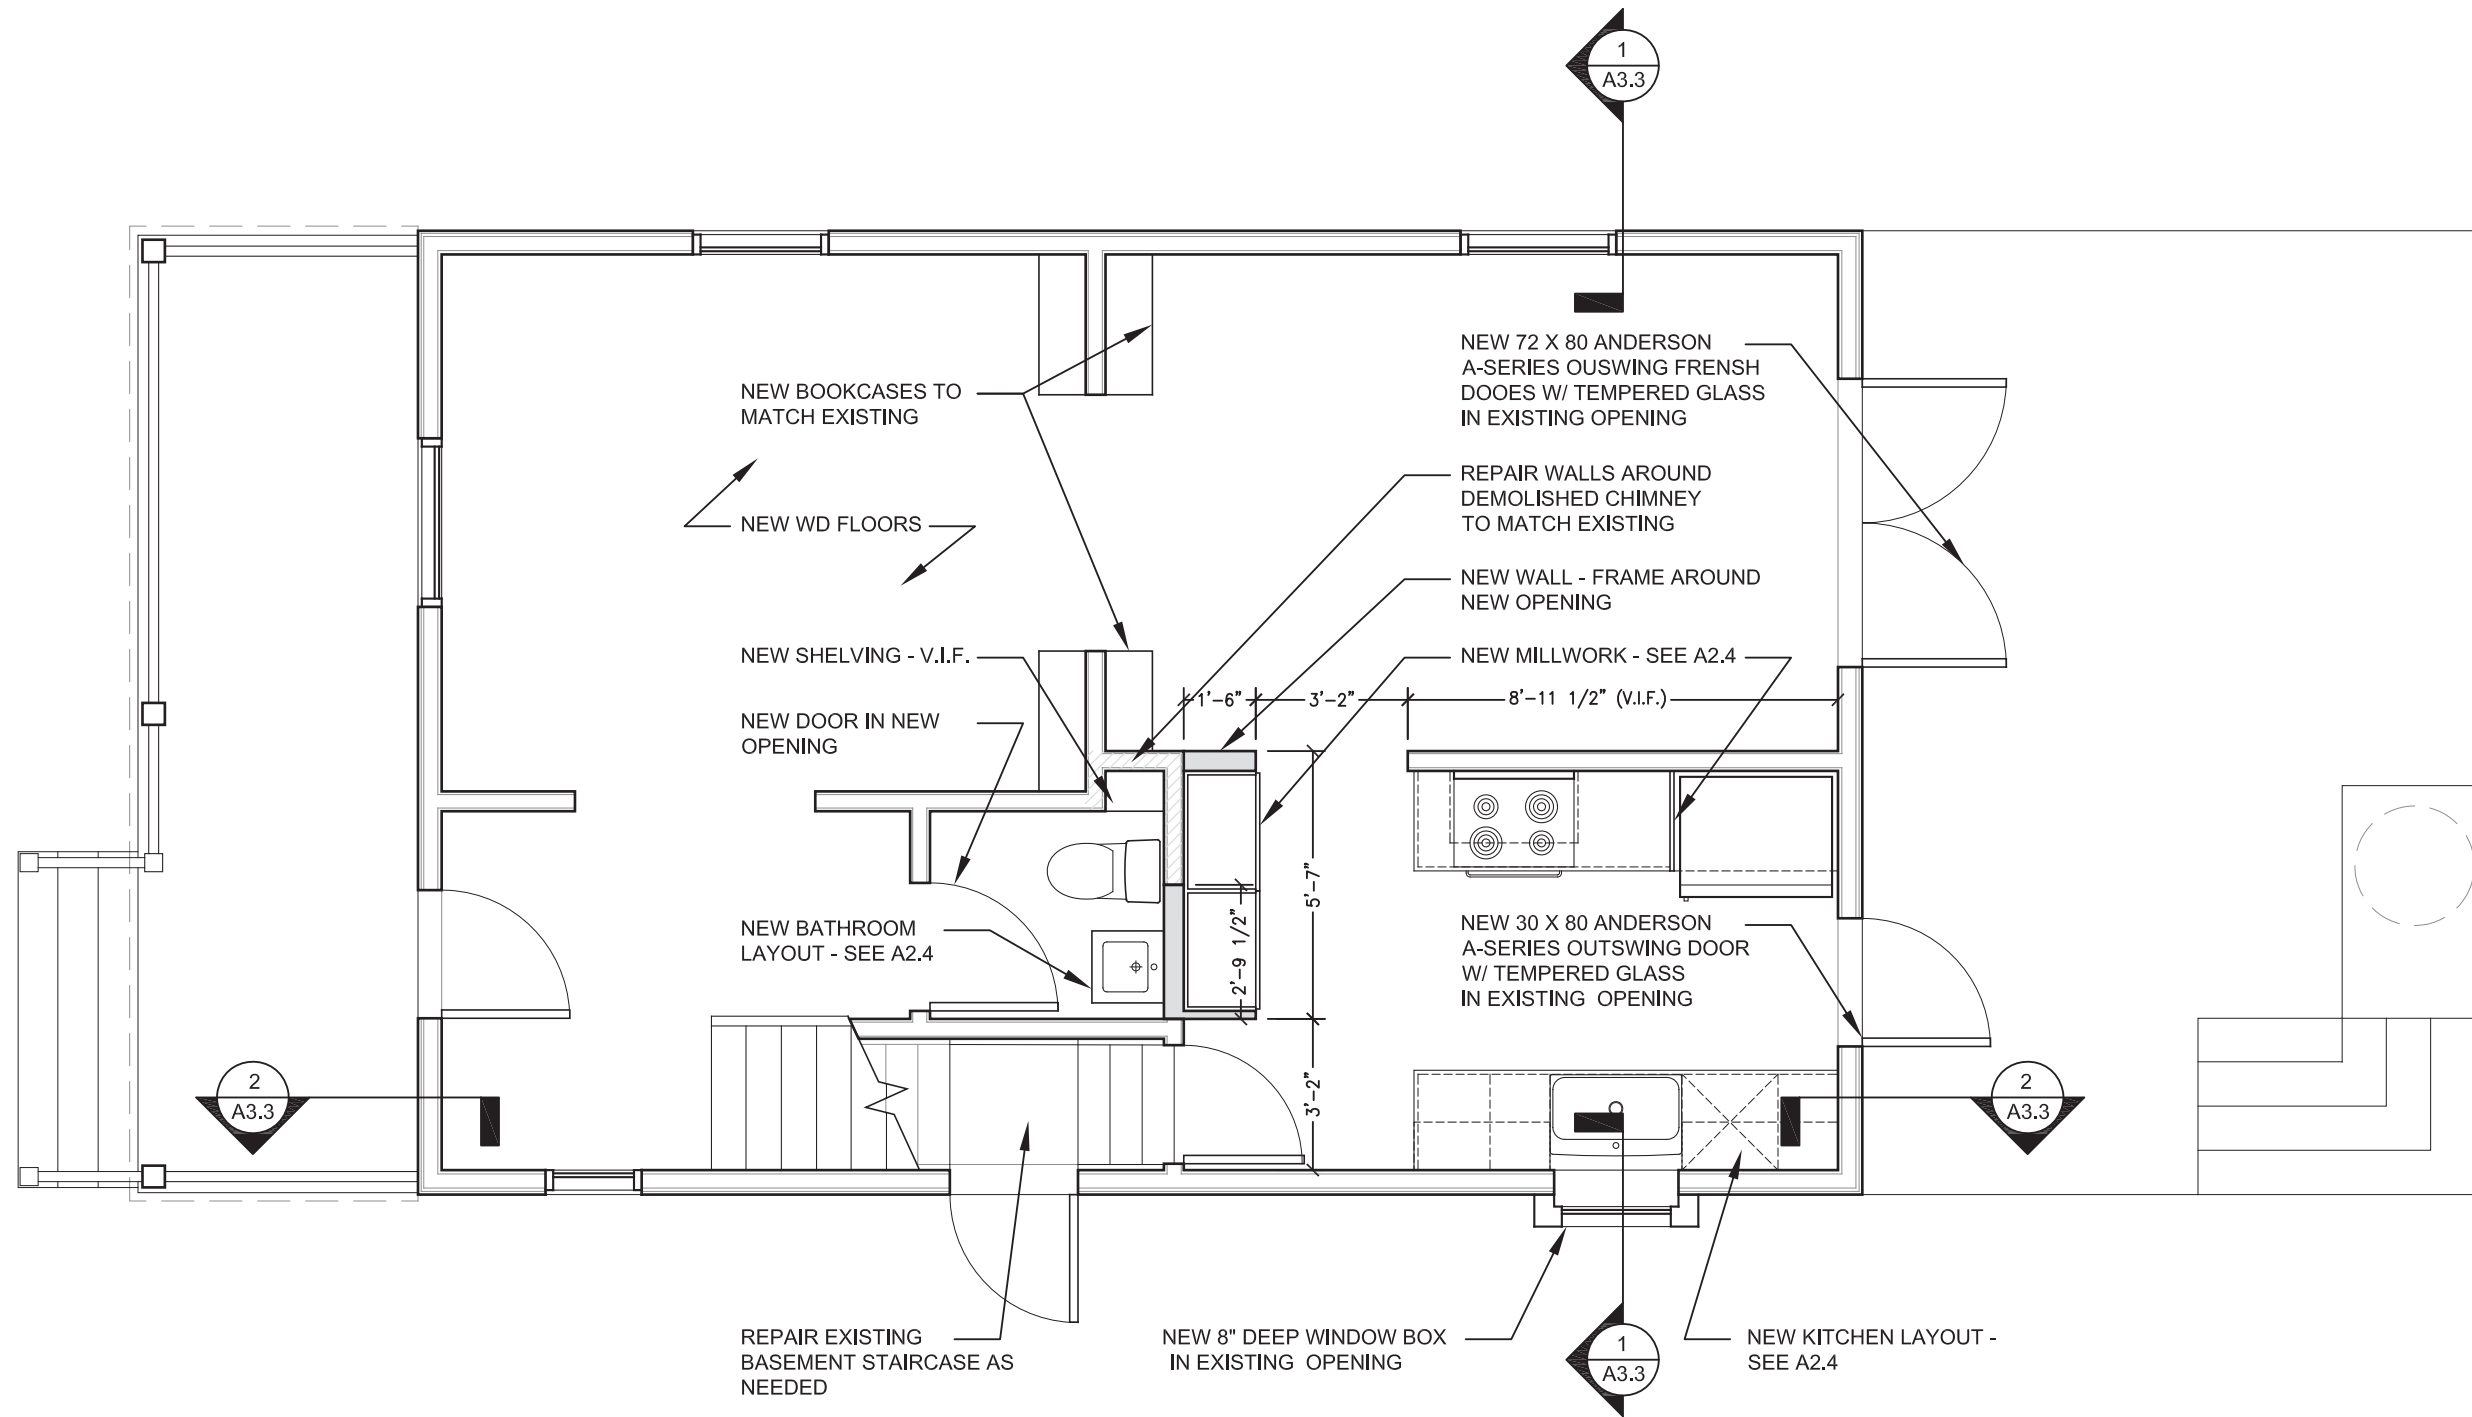 1
A3.3
NEW 72 X 80 ANDERSON
A-SERIES OUSWING FRENSH
DOOES W/ TEMPERED GLASS
IN EXISTING OPENING
NEW BOOKCASES TO
MATCH EXISTING
REPAIR WALLS AROUND
DEMOLISHED CHIMNEY
TO MATCH EXISTING
NEW WD FLOORS
NEW WALL - FRAME AROUND
NEW OPENING
NEW SHELVING - V.I.F.
NEW MILLWORK - SEE A2.4
1'-6"
3'-2"
8'-11 1/2" (V.I.F.)
NEW DOOR IN NEW
OPENING
5'-7"
2'-9 1/2"
NEW BATHROOM
LAYOUT - SEE A2.4
NEW 30 X 80 ANDERSON
A-SERIES OUTSWING DOOR
W/ TEMPERED GLASS
IN EXISTING OPENING
2
A3.3
3'-2"
2
A3.3
REPAIR EXISTING
BASEMENT STAIRCASE AS
NEEDED
NEW 8" DEEP WINDOW BOX
IN EXISTING OPENING
1
A3.3
NEW KITCHEN LAYOUT -
SEE A2.4